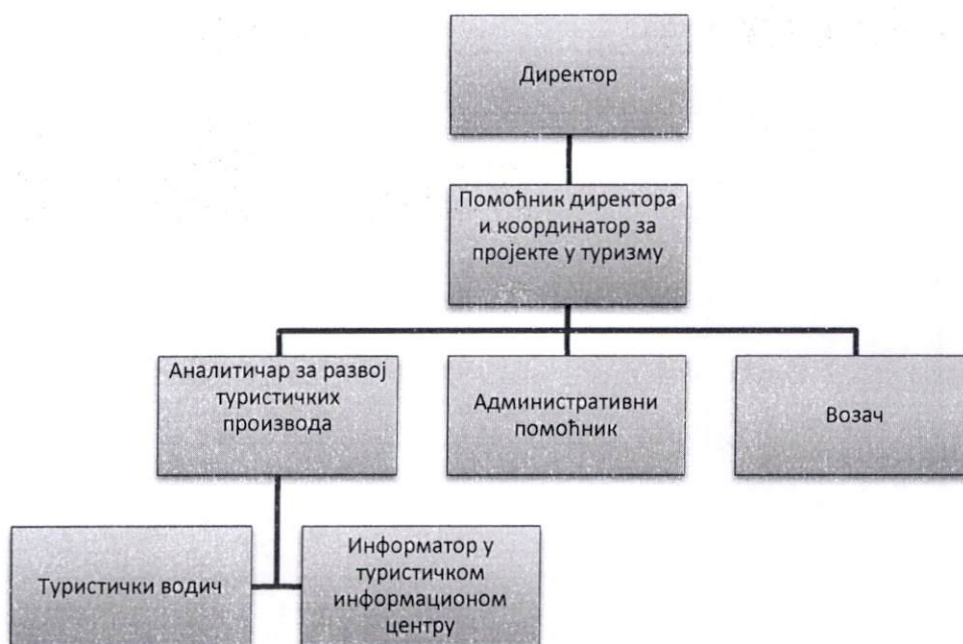 Директор
Помоћник директора
и координатор за
пројекте у туризму
Аналитичар за развој
туристичких
производа
Административни
помоћник
Возач
Туристички водич
Информатор у
туристичком
информационом
центру